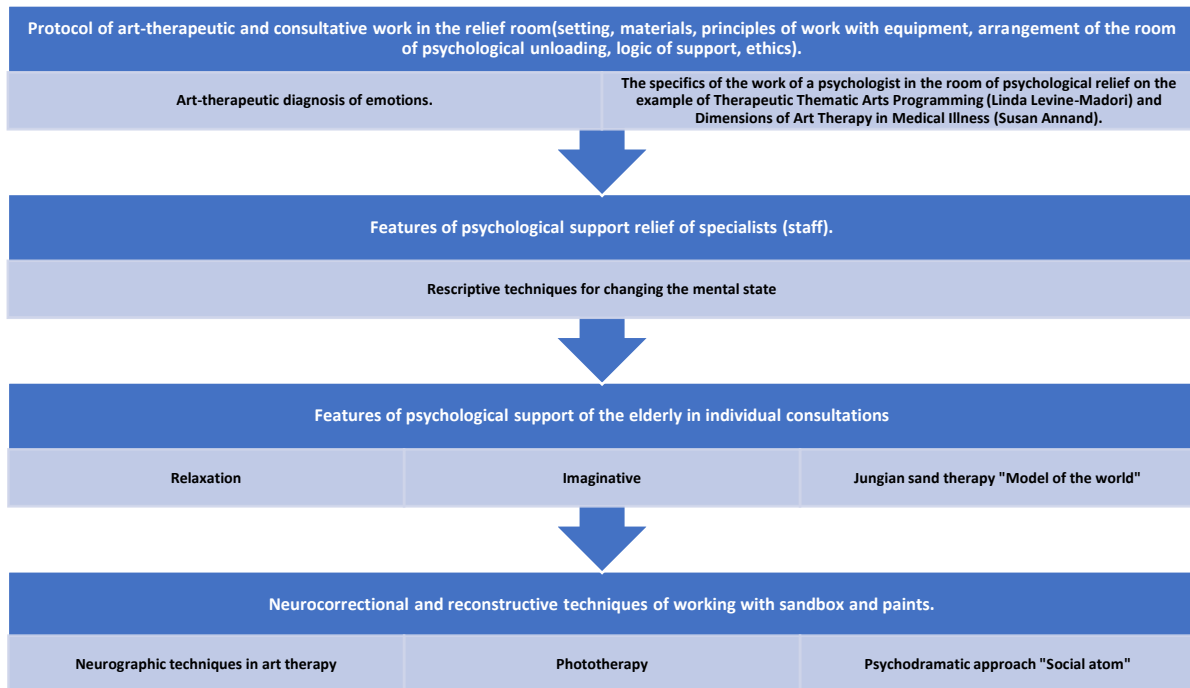 Protocol of art-therapeutic and consultative work in the relief room(setting, materials, principles of work with equipment, arrangement of the room
of psychological unloading, logic of support, ethics).
Art-therapeutic diagnosis of emotions.
The specifics of the work of a psychologist in the room of psychological relief on the
example of Therapeutic Thematic Arts Programming (Linda Levine-Madori) and
Dimensions of Art Therapy in Medical Illness (Susan Annand).
Features of psychological support relief of specialists (staff).
Rescriptive techniques for changing the mental state
Features of psychological support of the elderly in individual consultations
Relaxation
Imaginative
Jungian sand therapy "Model of the world"
Neurocorrectional and reconstructive techniques of working with sandbox and paints.
Neurographic techniques in art therapy
Phototherapy
Psychodramatic approach "Social atom"